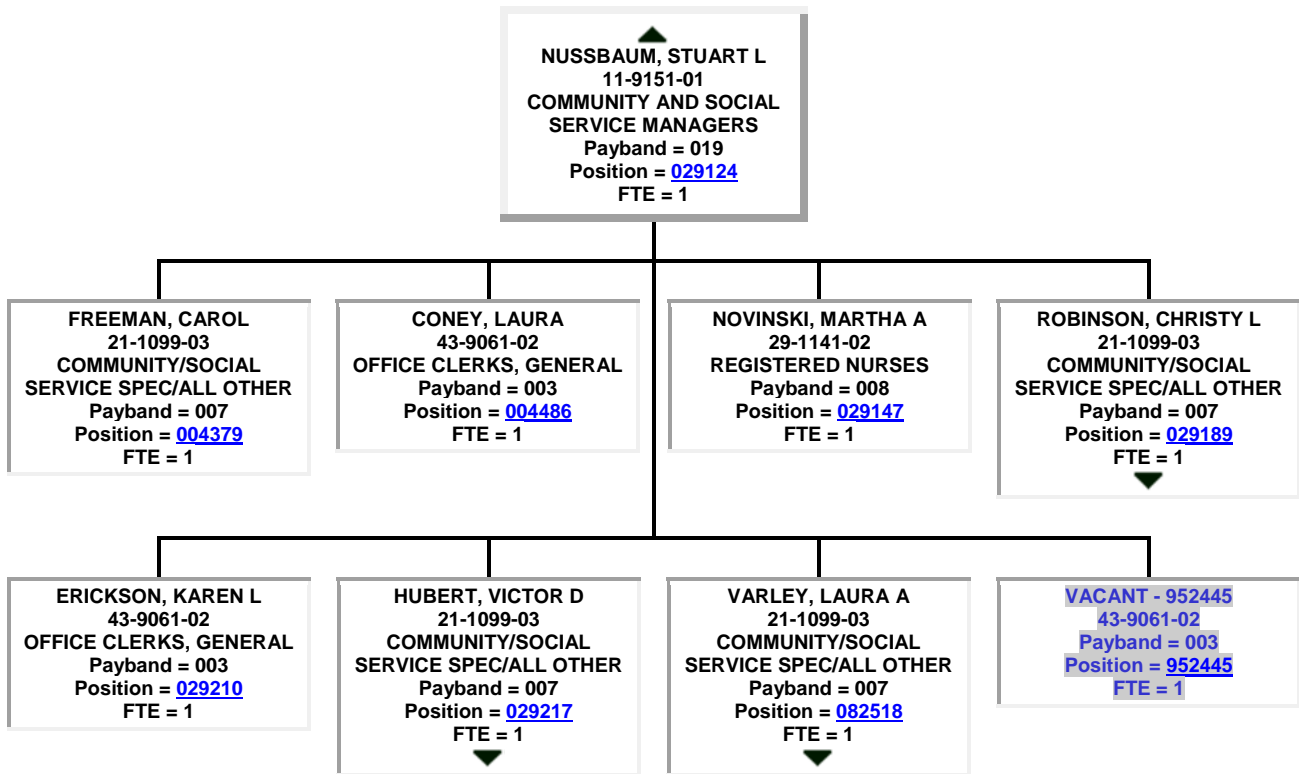 NUSSBAUM, STUART L
11-9151-01
COMMUNITY AND SOCIAL
SERVICE MANAGERS
Payband = 019
Position = 029124
FTE = 1
FREEMAN, CAROL
21-1099-03
COMMUNITY/SOCIAL
SERVICE SPEC/ALL OTHER
Payband = 007
Position = 004379
FTE = 1
CONEY, LAURA
43-9061-02
OFFICE CLERKS, GENERAL
Payband = 003
Position = 004486
FTE = 1
NOVINSKI, MARTHA A
29-1141-02
REGISTERED NURSES
Payband = 008
Position = 029147
FTE = 1
ROBINSON, CHRISTY L
21-1099-03
COMMUNITY/SOCIAL
SERVICE SPEC/ALL OTHER
Payband = 007
Position = 029189
FTE = 1
ERICKSON, KAREN L
43-9061-02
OFFICE CLERKS, GENERAL
Payband = 003
Position = 029210
FTE = 1
HUBERT, VICTOR D
21-1099-03
COMMUNITY/SOCIAL
SERVICE SPEC/ALL OTHER
Payband = 007
Position = 029217
FTE = 1
VARLEY, LAURA A
21-1099-03
COMMUNITY/SOCIAL
SERVICE SPEC/ALL OTHER
Payband = 007
Position = 082518
FTE = 1
VACANT - 952445
43-9061-02
Payband = 003
Position = 952445
FTE = 1